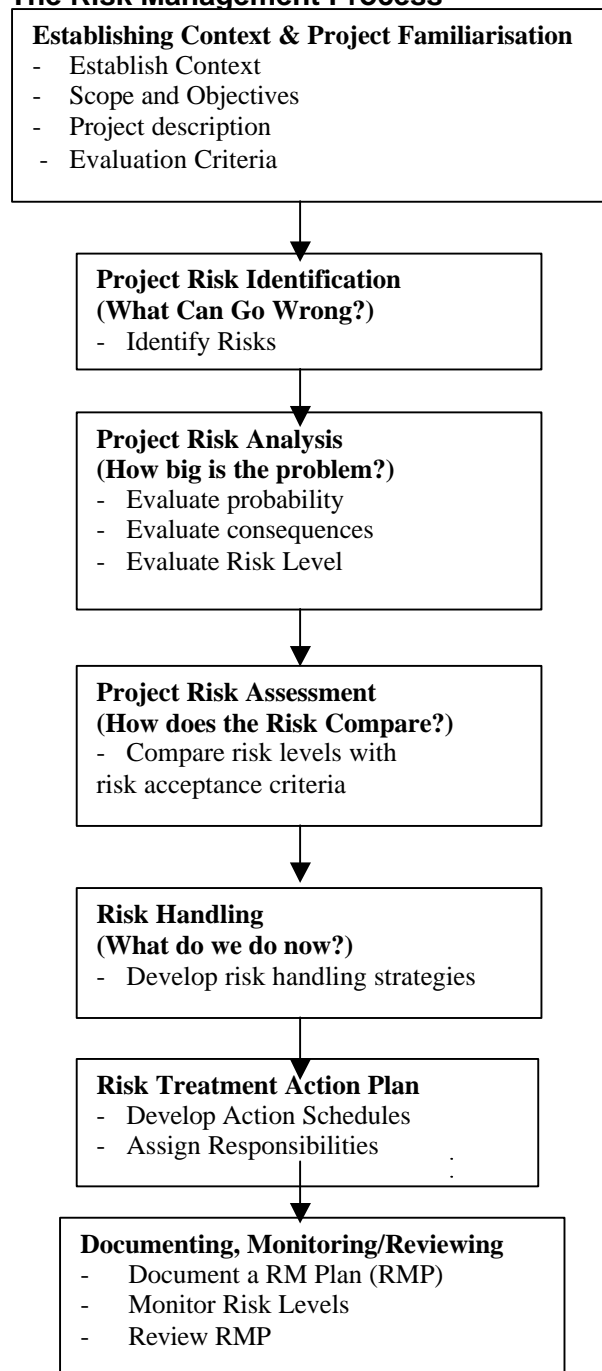 The Risk Management Process
Establishing Context & Project Familiarisation
- Establish Context
- Scope and Objectives
- Project description
- Evaluation Criteria
Project Risk Identification
(What Can Go Wrong?)
- Identify Risks
Project Risk Analysis
(How big is the problem?)
- Evaluate probability
- Evaluate consequences
- Evaluate Risk Level
Project Risk Assessment
(How does the Risk Compare?)
- Compare risk levels with
risk acceptance criteria
Risk Handling
(What do we do now?)
- Develop risk handling strategies
Risk Treatment Action Plan
- Develop Action Schedules
- Assign Responsibilities
Documenting, Monitoring/Reviewing
- Document a RM Plan (RMP)
- Monitor Risk Levels
- Review RMP